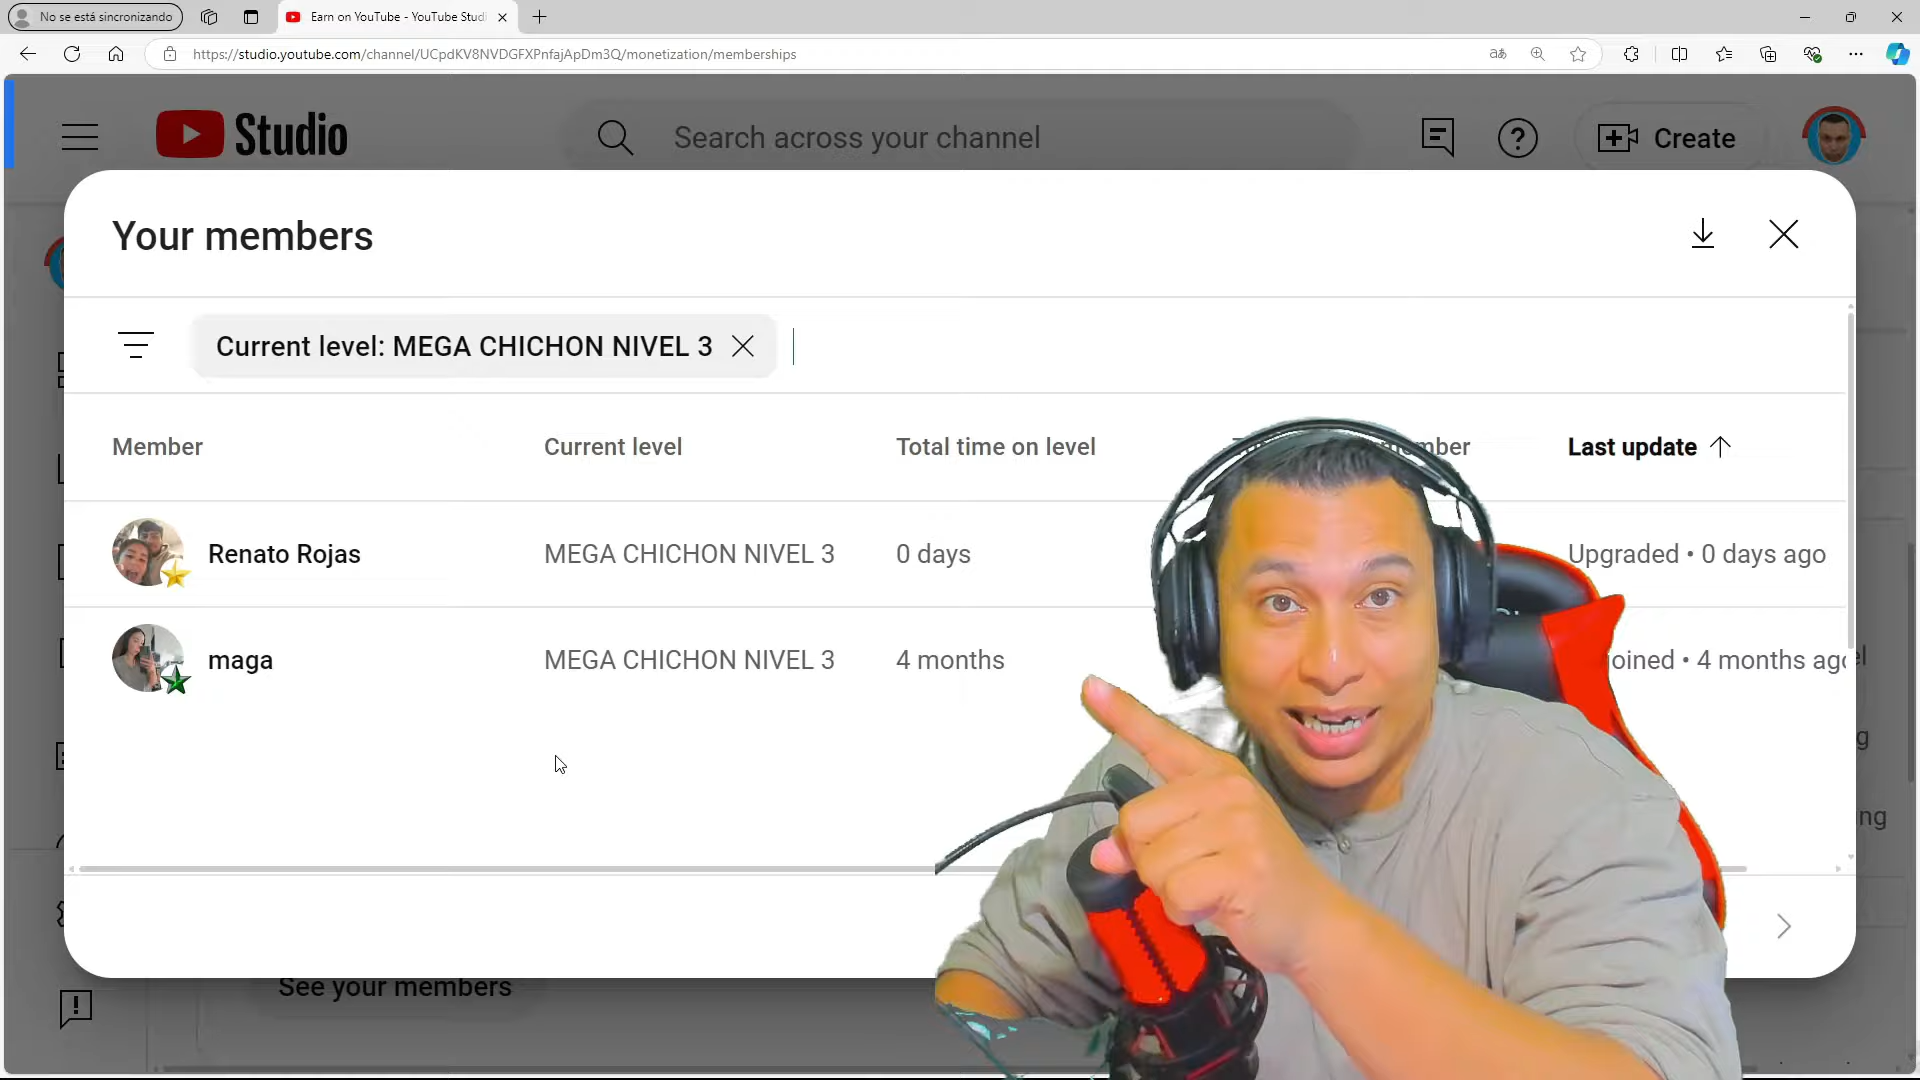 No se está sincronizando
Earn on YouTube - YouTube Studi
https://studio.youtube.com/channel/UCpdKV8NVDGFXPnfajApDm3Q/monetization/memberships
Studio
Search across your channel
Create
Your members
Current level: MEGA CHICHON NIVEL 3
Member
Current level
Total time on level
mber
Last update
Renato Rojas
MEGA CHICHON NIVEL 3
0 days
Upgraded • 0 days ago
maga
MEGA CHICHON NIVEL 3
4 months
oined • 4 months ago
See your members